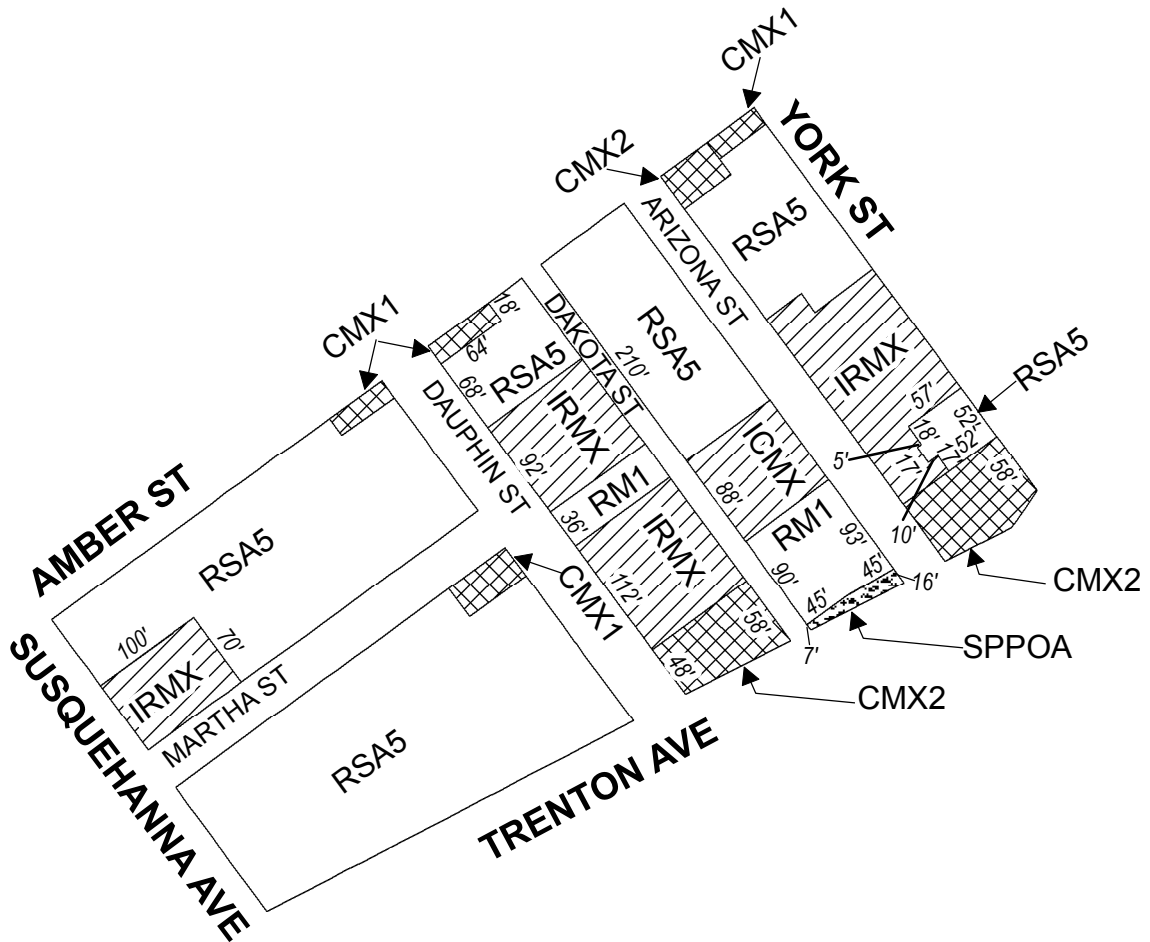 CMX1
YORK ST
CMX2
ARIZONA ST
RSA5
CMX1
18'
64'
68'
RSA5
DAKOTA ST
210'
RSA5
IRMX
57'
52'
RSA5
18'
5'
17'
17'
52'
58'
10'
CMX2
DAUPHIN ST
IRMX
92'
RM1
36'
IRMX
112'
58'
48'
CMX2
ICMX
88'
RM1
93'
90'
45'
45'
16'
7'
SPPOA
AMBER ST
RSA5
CMX1
100'
70'
IRMX
MARTHA ST
RSA5
SUSQUEHANNA AVE
TRENTON AVE